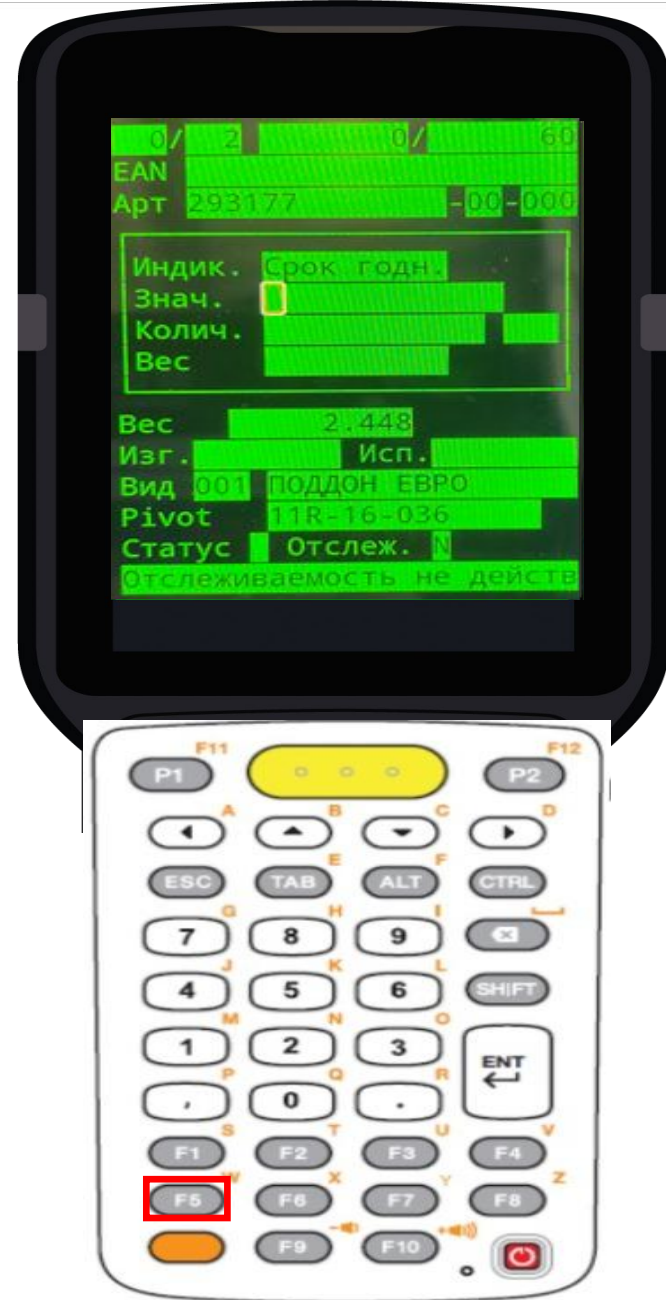 0/ 2 0/ 60
EAN
Арт 293177 -00-000
Индик. Срок годн.
Знач.
Колич.
Вес
Вес 2.448
Изг. Исп.
Вид 001 ПОДДОН ЕВРО
Pivot 11R-16-036
Статус Отслеж. N
Отслеживаемость не действ
F11 F12
P1 P2
A B C D
E F
ESC TAB ALT CTRL
G H I
7 8 9
J K L
4 5 6 SHIFT
M N O
1 2 3 ENT
P Q R
, 0 .
S T U V
F1 F2 F3 F4
W X Y Z
F5 F6 F7 F8
F9 F10